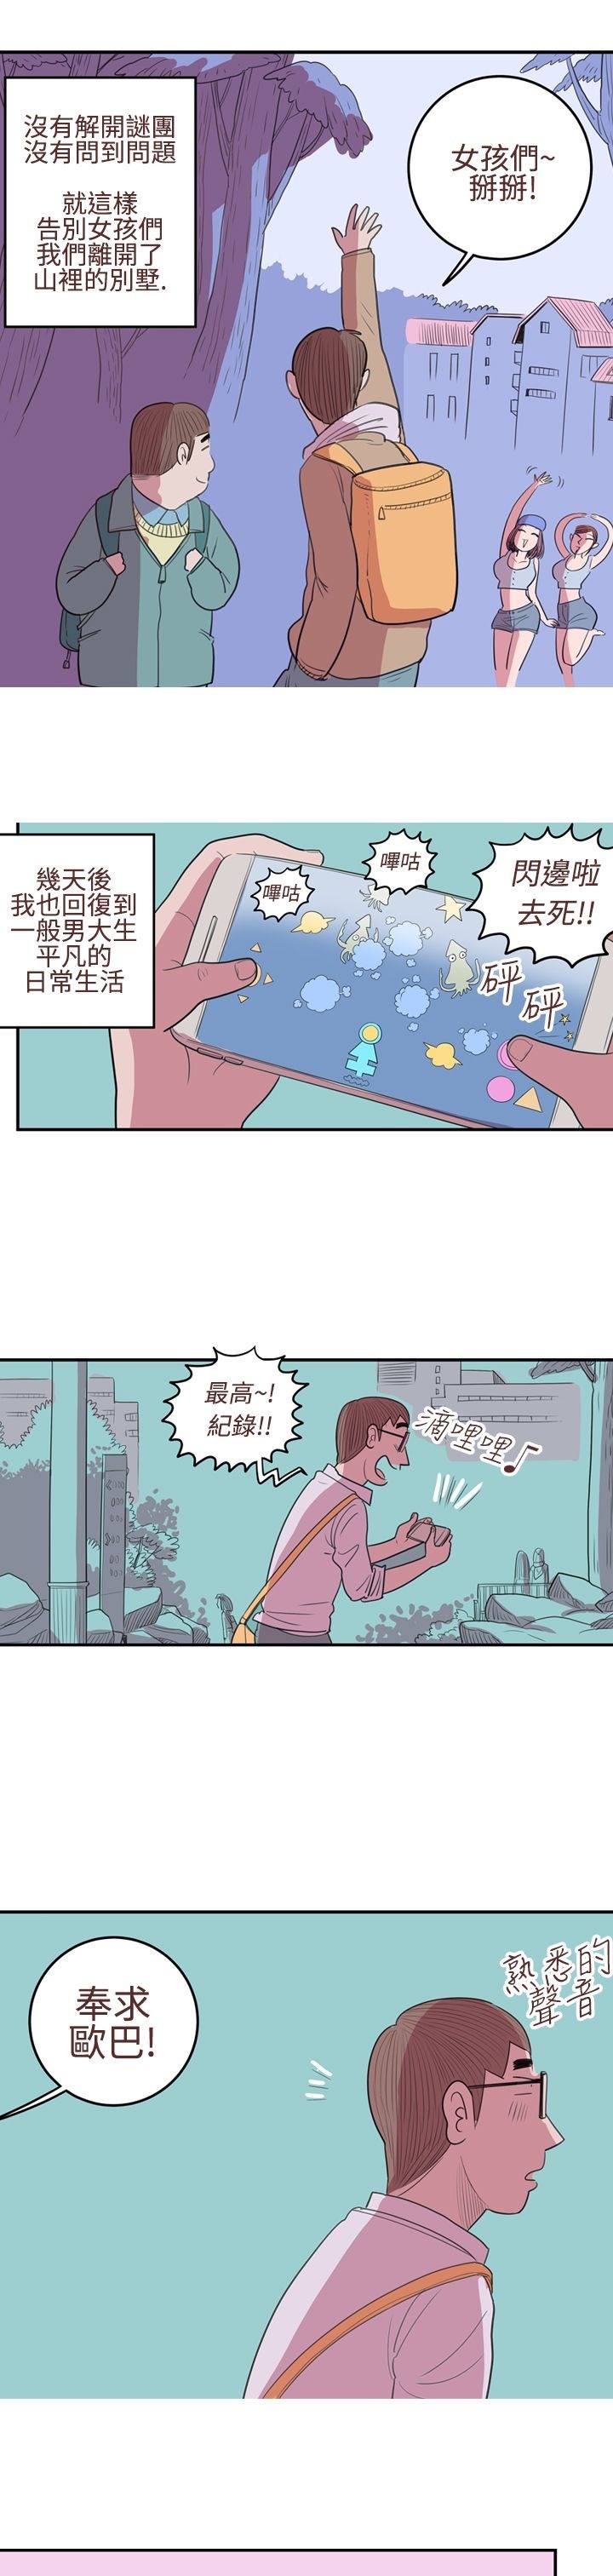 沒有解開謎團
沒有問到問題
就這樣
告別女孩們
我們離開了
山裡的別墅.
女孩們~
掰掰!
幾天後
我也回復到
一般男大生
平凡的
日常生活
嗶咕
嗶咕
閃邊啦
去死!!
砰
砰
最高~!
紀錄!!
滴哩哩♪
奉求
歐巴!
熟悉的
聲音